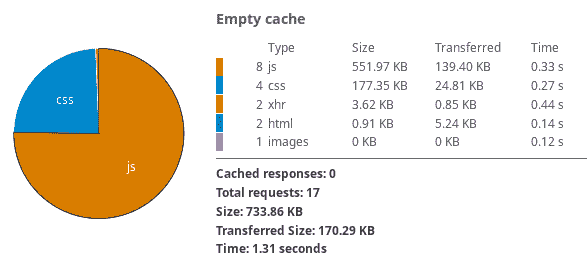 Empty cache
Type Size Transferred Time
8 js 551.97 KB 139.40 KB 0.33 s
4 css 177.35 KB 24.81 KB 0.27 s
2 xhr 3.62 KB 0.85 KB 0.44 s
2 html 0.91 KB 5.24 KB 0.14 s
1 images 0 KB 0 KB 0.12 s
css
js
Cached responses: 0
Total requests: 17
Size: 733.86 KB
Transferred Size: 170.29 KB
Time: 1.31 seconds